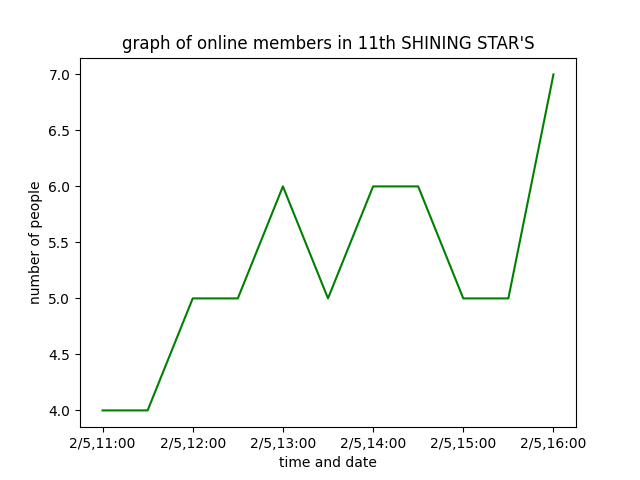 graph of online members in 11th SHINING STAR'S
7.0
6.5
6.0
5.5
5.0
4.5
4.0
number of people
2/5,11:00 2/5,12:00 2/5,13:00 2/5,14:00 2/5,15:00 2/5,16:00
time and date